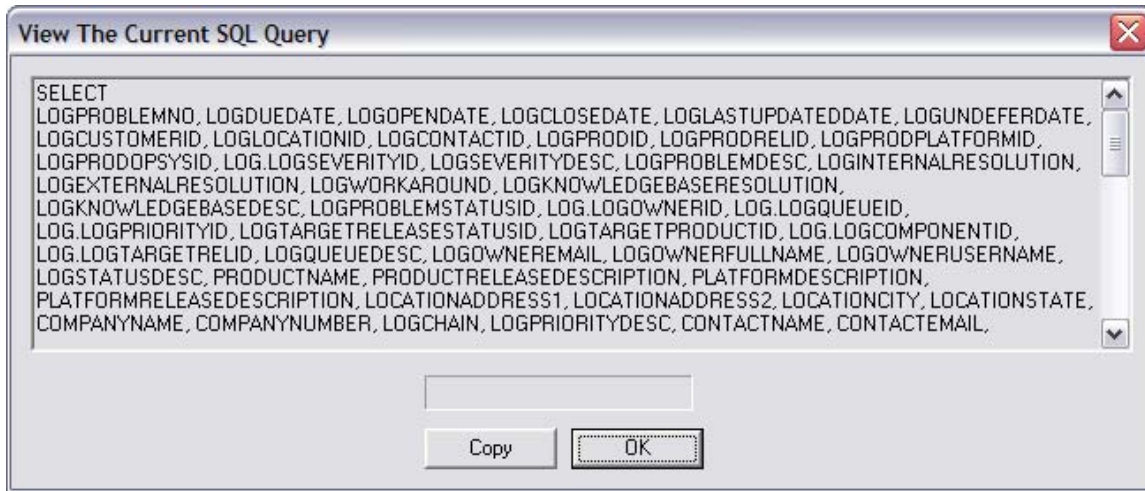 View The Current SQL Query
SELECT
LOGPROBLEMNO, LOGDUEDATE, LOGOPENDATE, LOGCLOSEDATE, LOGLASTUPDATEDDATE, LOGUNDEFERDATE,
LOGCUSTOMERID, LOGLOCATIONID, LOGCONTACTID, LOGPRODID, LOGPRODRELID, LOGPRODPLATFORMID,
LOGPRODOPSYSID, LOG.LOGSEVERITYID, LOGSEVERITYDESC, LOGPROBLEMDESC, LOGINTERNALRESOLUTION,
LOGEXTERNALRESOLUTION, LOGWORKAROUND, LOGKNOWLEDGEBASERESOLUTION,
LOGKNOWLEDGEBASEDESC, LOGPROBLEMSTATUSID, LOG.LOGOWNERID, LOG.LOGQUEUEID,
LOG.LOGPRIORITYID, LOGTARGETRELEASESTATUSID, LOGTARGETPRODUCTID, LOG.LOGCOMPONENTID,
LOG.LOGTARGETRELID, LOGQUEUEDESC, LOGOWNEREMAIL, LOGOWNERFULLNAME, LOGOWNERUSERNAME,
LOGSTATUSDESC, PRODUCTNAME, PRODUCTRELEASEDESCRIPTION, PLATFORMDESCRIPTION,
PLATFORMRELEASEDESCRIPTION, LOCATIONADDRESS1, LOCATIONADDRESS2, LOCATIONCITY, LOCATIONSTATE,
COMPANYNAME, COMPANYNUMBER, LOGCHAIN, LOGPRIORITYDESC, CONTACTNAME, CONTACTEMAIL,
Copy OK